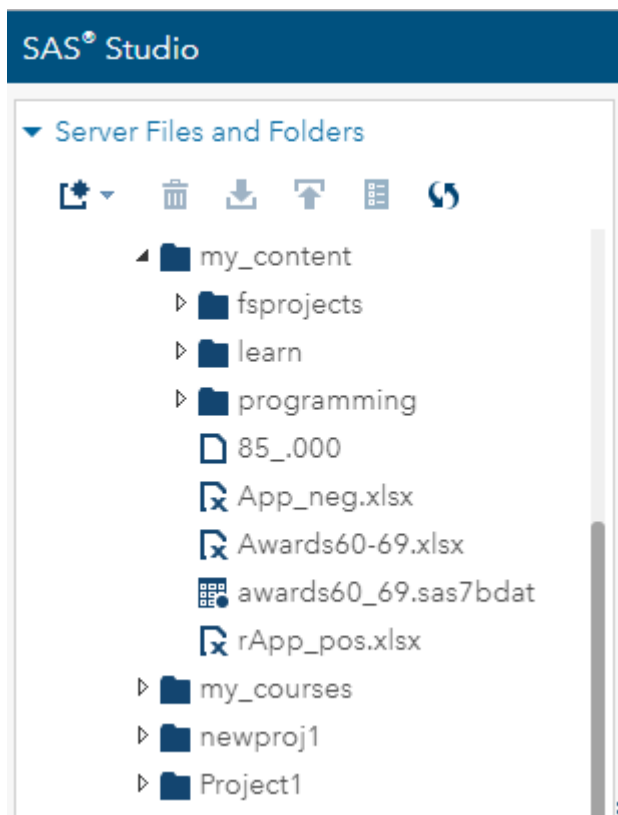 SAS® Studio
Server Files and Folders
my_content
fsprojects
learn
programming
85_.000
App_neg.xlsx
Awards60-69.xlsx
awards60_69.sas7bdat
rApp_pos.xlsx
my_courses
newproj1
Project1